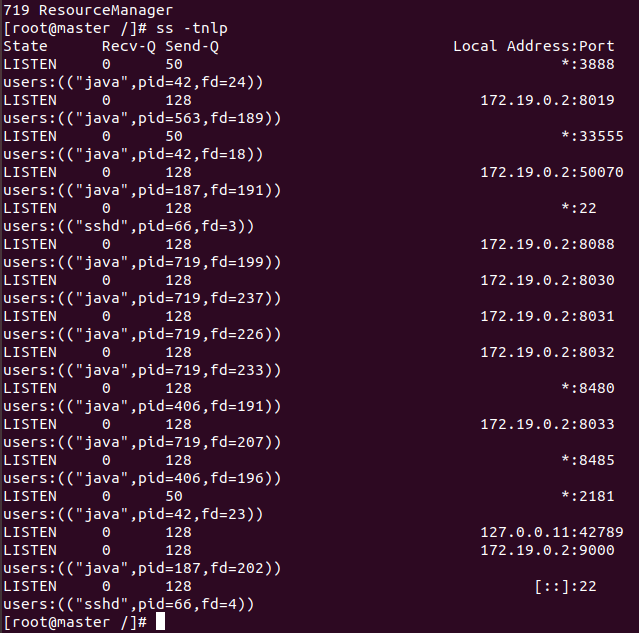 719 ResourceManager
[root@master /]# ss -tnlp
State Recv-Q Send-Q Local Address:Port
LISTEN 0 50 *:3888
users:(("java",pid=42,fd=24))
LISTEN 0 128 172.19.0.2:8019
users:(("java",pid=563,fd=189))
LISTEN 0 50 *:33555
users:(("java",pid=42,fd=18))
LISTEN 0 128 172.19.0.2:50070
users:(("java",pid=187,fd=191))
LISTEN 0 128 *:22
users:(("sshd",pid=66,fd=3))
LISTEN 0 128 172.19.0.2:8088
users:(("java",pid=719,fd=199))
LISTEN 0 128 172.19.0.2:8030
users:(("java",pid=719,fd=237))
LISTEN 0 128 172.19.0.2:8031
users:(("java",pid=719,fd=226))
LISTEN 0 128 172.19.0.2:8032
users:(("java",pid=719,fd=233))
LISTEN 0 128 *:8480
users:(("java",pid=406,fd=191))
LISTEN 0 128 172.19.0.2:8033
users:(("java",pid=719,fd=207))
LISTEN 0 128 *:8485
users:(("java",pid=406,fd=196))
LISTEN 0 50 *:2181
users:(("java",pid=42,fd=23))
LISTEN 0 128 127.0.0.11:42789
LISTEN 0 128 172.19.0.2:9000
users:(("java",pid=187,fd=202))
LISTEN 0 128 [::]:22
users:(("sshd",pid=66,fd=4))
[root@master /]#